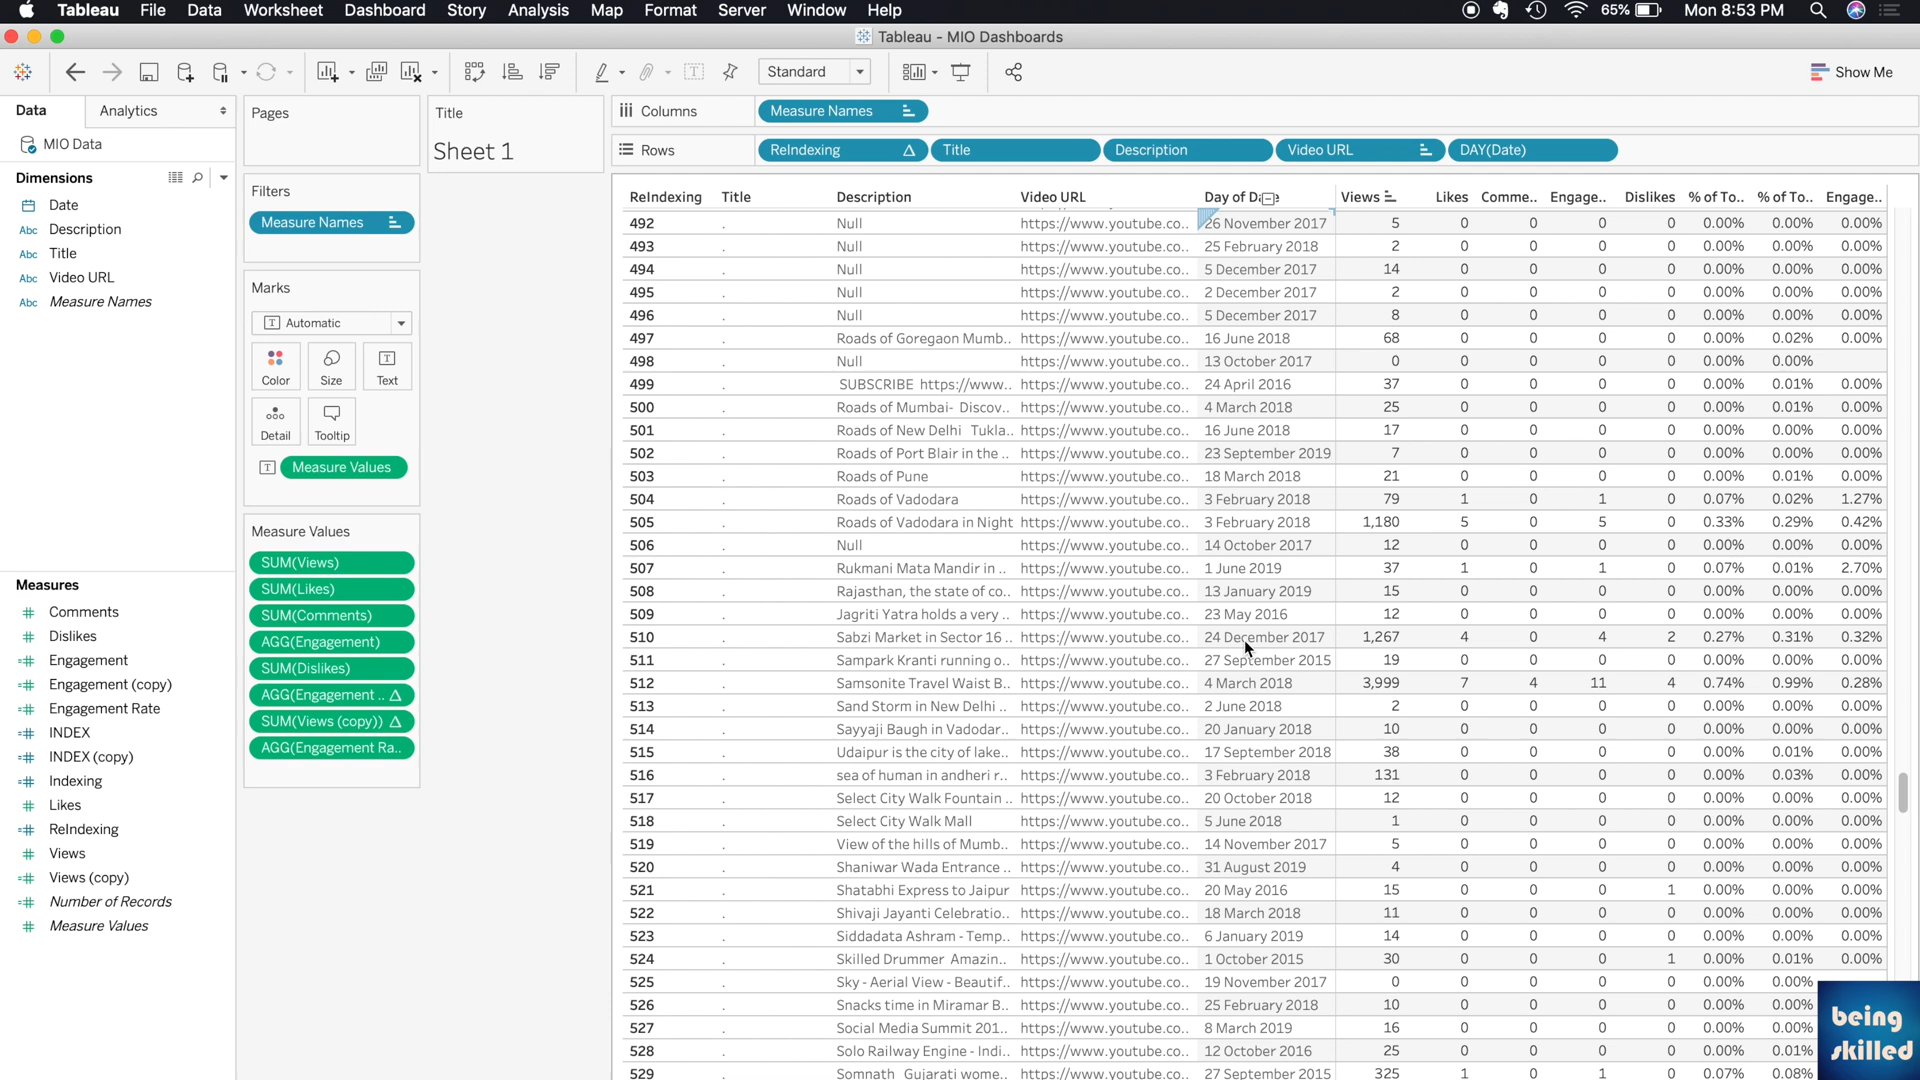 Tableau File Data Worksheet Dashboard Story Analysis Map Format Server Window Help 65% Mon 8:53 PM
Tableau - MIO Dashboards
Standard Show Me
Data Analytics
MIO Data
Dimensions
Date
Abc Description
Abc Title
Abc Video URL
Abc Measure Names
Measures
Comments
Dislikes
Engagement
Engagement (copy)
Engagement Rate
INDEX
INDEX (copy)
Indexing
Likes
ReIndexing
Views
Views (copy)
Number of Records
Measure Values
Pages
Filters
Measure Names
Marks
Automatic
Color Size Text
Detail Tooltip
Measure Values
Measure Values
SUM(Views)
SUM(Likes)
SUM(Comments)
AGG(Engagement)
SUM(Dislikes)
AGG(Engagement ..
SUM(Views (copy))
AGG(Engagement Ra..
Title
Sheet 1
Columns Measure Names
Rows ReIndexing Title Description Video URL DAY(Date)
ReIndexing Title Description Video URL Day of Da Views Likes Comme.. Engage.. Dislikes % of To.. % of To.. Engage..
492 . Null https://www.youtube.co.. 26 November 2017 5 0 0 0 0 0.00% 0.00% 0.00%
493 . Null https://www.youtube.co.. 25 February 2018 2 0 0 0 0 0.00% 0.00% 0.00%
494 . Null https://www.youtube.co.. 5 December 2017 14 0 0 0 0 0.00% 0.00% 0.00%
495 . Null https://www.youtube.co.. 2 December 2017 2 0 0 0 0 0.00% 0.00% 0.00%
496 . Null https://www.youtube.co.. 5 December 2017 8 0 0 0 0 0.00% 0.00% 0.00%
497 . Roads of Goregaon Mumb.. https://www.youtube.co.. 16 June 2018 68 0 0 0 0 0.00% 0.02% 0.00%
498 . Null https://www.youtube.co.. 13 October 2017 0 0 0 0 0 0.00% 0.00%
499 . SUBSCRIBE https://www.. https://www.youtube.co.. 24 April 2016 37 0 0 0 0 0.00% 0.01% 0.00%
500 . Roads of Mumbai- Discov.. https://www.youtube.co.. 4 March 2018 25 0 0 0 0 0.00% 0.01% 0.00%
501 . Roads of New Delhi Tukla.. https://www.youtube.co.. 16 June 2018 17 0 0 0 0 0.00% 0.00% 0.00%
502 . Roads of Port Blair in the .. https://www.youtube.co.. 23 September 2019 7 0 0 0 0 0.00% 0.00% 0.00%
503 . Roads of Pune https://www.youtube.co.. 18 March 2018 21 0 0 0 0 0.00% 0.01% 0.00%
504 . Roads of Vadodara https://www.youtube.co.. 3 February 2018 79 1 0 1 0 0.07% 0.02% 1.27%
505 . Roads of Vadodara in Night https://www.youtube.co.. 3 February 2018 1,180 5 0 5 0 0.33% 0.29% 0.42%
506 . Null https://www.youtube.co.. 14 October 2017 12 0 0 0 0 0.00% 0.00% 0.00%
507 . Rukmani Mata Mandir in .. https://www.youtube.co.. 1 June 2019 37 1 0 1 0 0.07% 0.01% 2.70%
508 . Rajasthan, the state of co.. https://www.youtube.co.. 13 January 2019 15 0 0 0 0 0.00% 0.00% 0.00%
509 . Jagriti Yatra holds a very .. https://www.youtube.co.. 23 May 2016 12 0 0 0 0 0.00% 0.00% 0.00%
510 . Sabzi Market in Sector 16 .. https://www.youtube.co.. 24 December 2017 1,267 4 0 4 2 0.27% 0.31% 0.32%
511 . Sampark Kranti running o.. https://www.youtube.co.. 27 September 2015 19 0 0 0 0 0.00% 0.00% 0.00%
512 . Samsonite Travel Waist B.. https://www.youtube.co.. 4 March 2018 3,999 7 4 11 4 0.74% 0.99% 0.28%
513 . Sand Storm in New Delhi .. https://www.youtube.co.. 2 June 2018 2 0 0 0 0 0.00% 0.00% 0.00%
514 . Sayyaji Baugh in Vadodar.. https://www.youtube.co.. 20 January 2018 10 0 0 0 0 0.00% 0.00% 0.00%
515 . Udaipur is the city of lake.. https://www.youtube.co.. 17 September 2018 38 0 0 0 0 0.00% 0.01% 0.00%
516 . sea of human in andheri r.. https://www.youtube.co.. 3 February 2018 131 0 0 0 0 0.00% 0.03% 0.00%
517 . Select City Walk Fountain .. https://www.youtube.co.. 20 October 2018 12 0 0 0 0 0.00% 0.00% 0.00%
518 . Select City Walk Mall https://www.youtube.co.. 5 June 2018 1 0 0 0 0 0.00% 0.00% 0.00%
519 . View of the hills of Mumb.. https://www.youtube.co.. 14 November 2017 5 0 0 0 0 0.00% 0.00% 0.00%
520 . Shaniwar Wada Entrance .. https://www.youtube.co.. 31 August 2019 4 0 0 0 0 0.00% 0.00% 0.00%
521 . Shatabhi Express to Jaipur https://www.youtube.co.. 20 May 2016 15 0 0 0 1 0.00% 0.00% 0.00%
522 . Shivaji Jayanti Celebratio.. https://www.youtube.co.. 18 March 2018 11 0 0 0 0 0.00% 0.00% 0.00%
523 . Siddadata Ashram - Temp.. https://www.youtube.co.. 6 January 2019 14 0 0 0 0 0.00% 0.00% 0.00%
524 . Skilled Drummer Amazin.. https://www.youtube.co.. 1 October 2015 30 0 0 0 1 0.00% 0.01% 0.00%
525 . Sky - Aerial View - Beautif.. https://www.youtube.co.. 19 November 2017 0 0 0 0 0 0.00% 0.00%
526 . Snacks time in Miramar B.. https://www.youtube.co.. 25 February 2018 10 0 0 0 0 0.00% 0.00%
527 . Social Media Summit 201.. https://www.youtube.co.. 8 March 2019 16 0 0 0 0 0.00% 0.00%
528 . Solo Railway Engine - Indi.. https://www.youtube.co.. 12 October 2016 25 0 0 0 0 0.00% 0.01%
529 . Somnath Gujarati wome.. https://www.youtube.co.. 27 September 2015 325 1 0 1 0 0.07% 0.08%
being
skilled